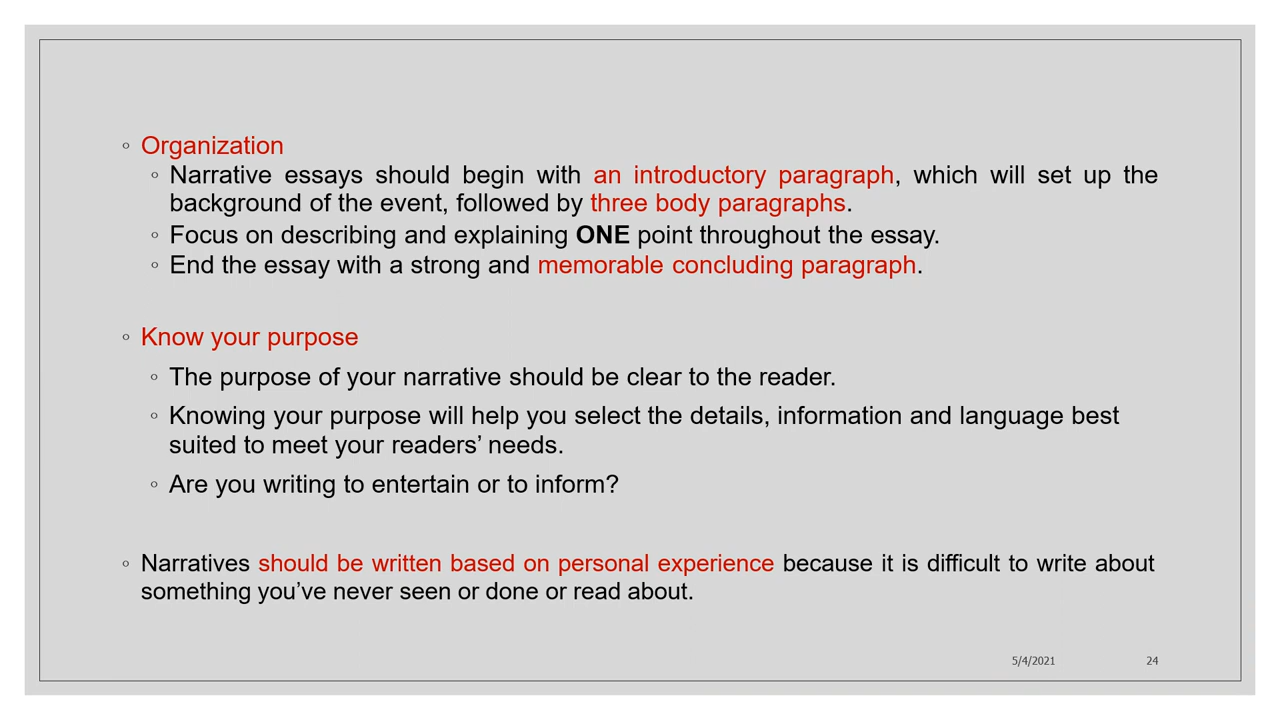 ◦ Organization
◦ Narrative essays should begin with an introductory paragraph, which will set up the
background of the event, followed by three body paragraphs.
◦ Focus on describing and explaining ONE point throughout the essay.
◦ End the essay with a strong and memorable concluding paragraph.
◦ Know your purpose
◦ The purpose of your narrative should be clear to the reader.
◦ Knowing your purpose will help you select the details, information and language best
suited to meet your readers’ needs.
◦ Are you writing to entertain or to inform?
◦ Narratives should be written based on personal experience because it is difficult to write about
something you’ve never seen or done or read about.
5/4/2021 24